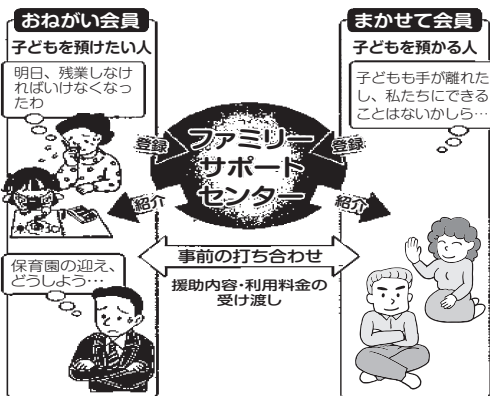 おねがい会員
子どもを預けたい人
明日、残業しなけ
ればいけなくなっ
たわ
保育園の迎え、
どうしよう…
登録
紹介
ファミリー
サポート
センター
登録
紹介
事前の打ち合わせ
援助内容・利用料金の
受け渡し
まかせて会員
子どもを預かる人
子どもも手が離れた
し、私たちにできる
ことはないかしら…